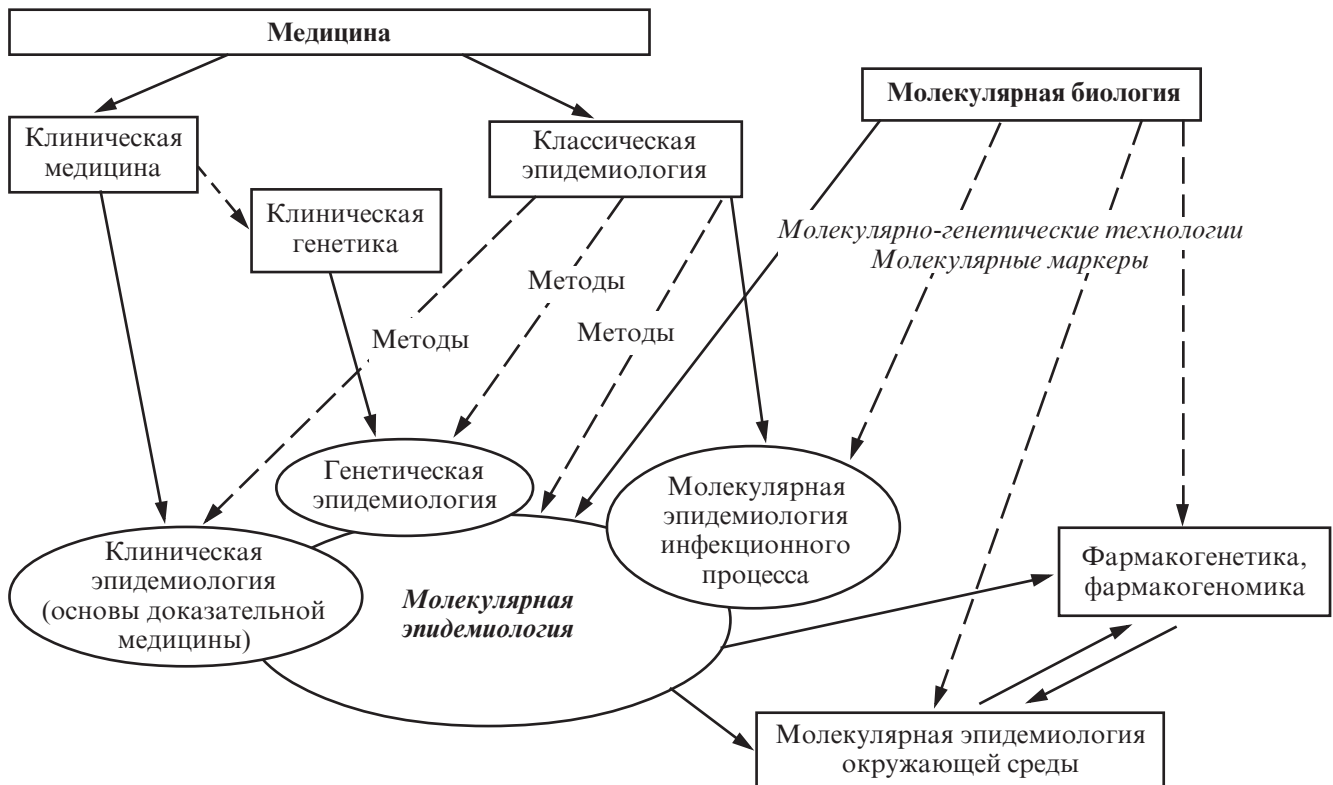 Медицина
Молекулярная биология
Клиническая
медицина
Классическая
эпидемиология
Клиническая
генетика
Молекулярно-генетические технологии
Молекулярные маркеры
Методы
Методы
Методы
Генетическая
эпидемиология
Молекулярная
эпидемиология
инфекционного
процесса
Клиническая
эпидемиология
(основы доказательной
медицины)
Молекулярная
эпидемиология
Фармакогенетика,
фармакогеномика
Молекулярная эпидемиология
окружающей среды